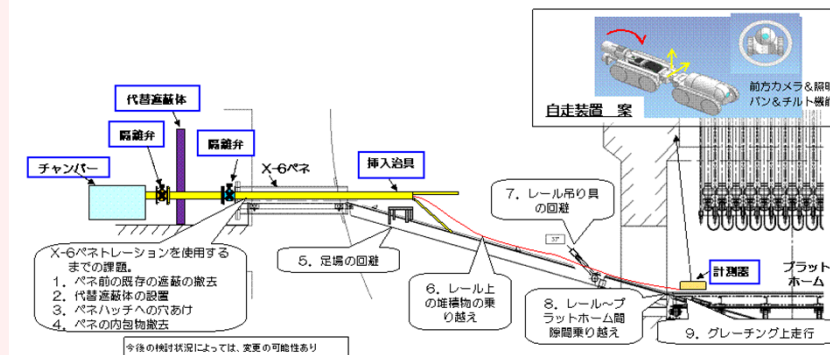 前方カメラ&照明
パン&チルト機能
自走装置 案
代替遮蔽体
隔離弁
隔離弁
X-6ペネ
挿入治具
チャンバー
7．レール吊り具
の回避
X-6ペネトレーションを使用する
までの課題。
1．ペネ前の既存の遮蔽の撤去
2．代替遮蔽体の設置
3．ペネハッチへの穴あけ
4．ペネの内包物撤去
5．足場の回避
6．レール上
の堆積物の乗
り越え
計測器
プラット
ホーム
8．レール～プ
ラットホーム間
隙間乗り越え
9．グレーチング上走行
今後の検討状況によっては、変更の可能性あり